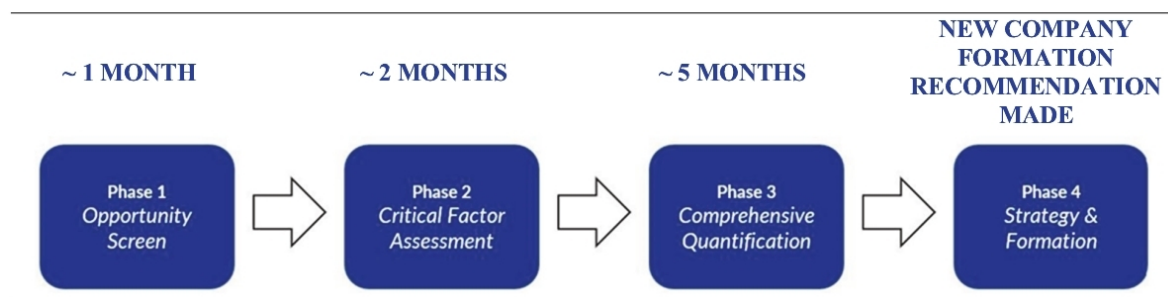 ~ 1 MONTH
~ 2 MONTHS
~ 5 MONTHS
NEW COMPANY
FORMATION
RECOMMENDATION
MADE
Phase 1
Opportunity
Screen
Phase 2
Critical Factor
Assessment
Phase 3
Comprehensive
Quantification
Phase 4
Strategy &
Formation